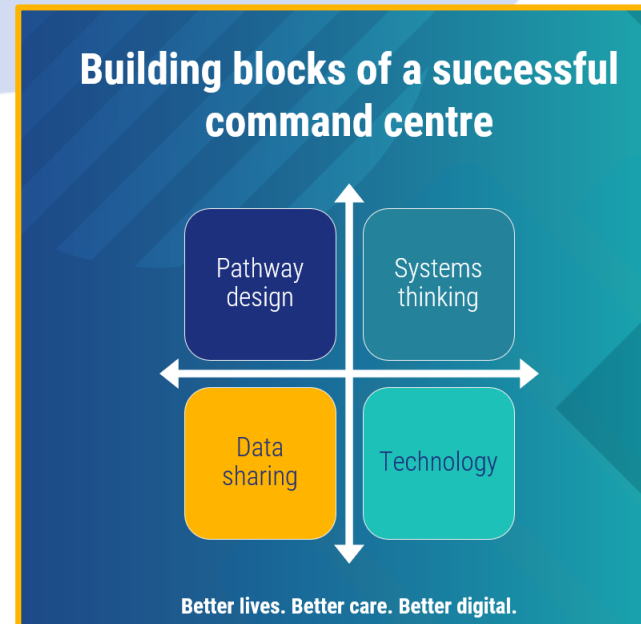 Building blocks of a successful
command centre
Pathway
design
Systems
thinking
Data
sharing
Technology
Better lives. Better care. Better digital.